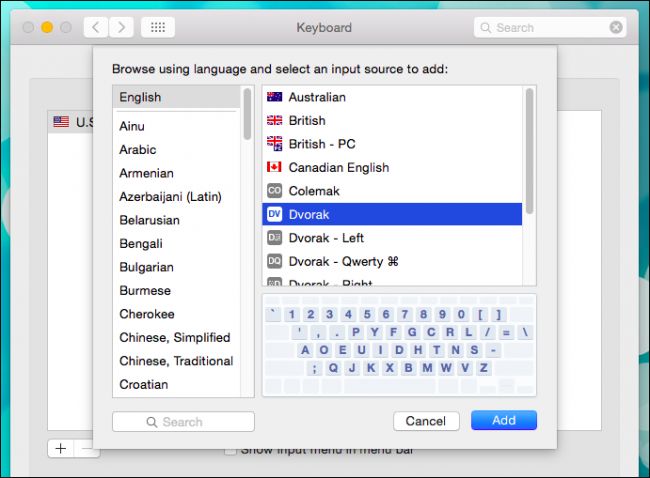 Keyboard
Search
Browse using language and select an input source to add:
U.S
English
Ainu
Arabic
Armenian
Azerbaijani (Latin)
Belarusian
Bengali
Bulgarian
Burmese
Cherokee
Chinese, Simplified
Chinese, Traditional
Croatian
Australian
British
British - PC
Canadian English
CO Colemak
DV Dvorak
Dvorak - Left
DQ Dvorak - Qwerty ⌘
Dvorak - Right
` 1 2 3 4 5 6 7 8 9 0 [ ]
' , . P Y F G C R L / = \
A O E U I D H T N S -
; Q J K X B M W V Z
Search
Cancel
Add
+ −
Show input menu in menu bar